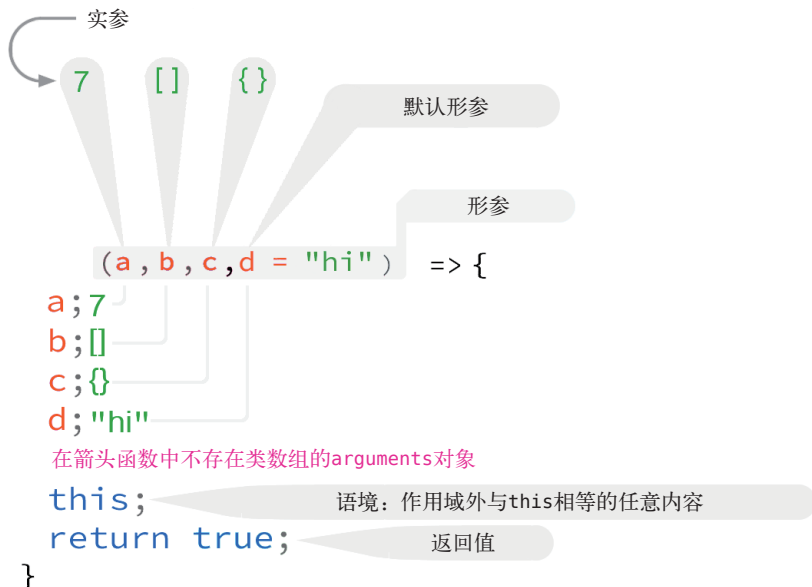 实参
7 [] {}
默认形参
形参
(a,b,c,d = "hi") => {
a;7
b;[]
c;{}
d;"hi"
在箭头函数中不存在类数组的arguments对象
this; 语境：作用域外与this相等的任意内容
return true; 返回值
}